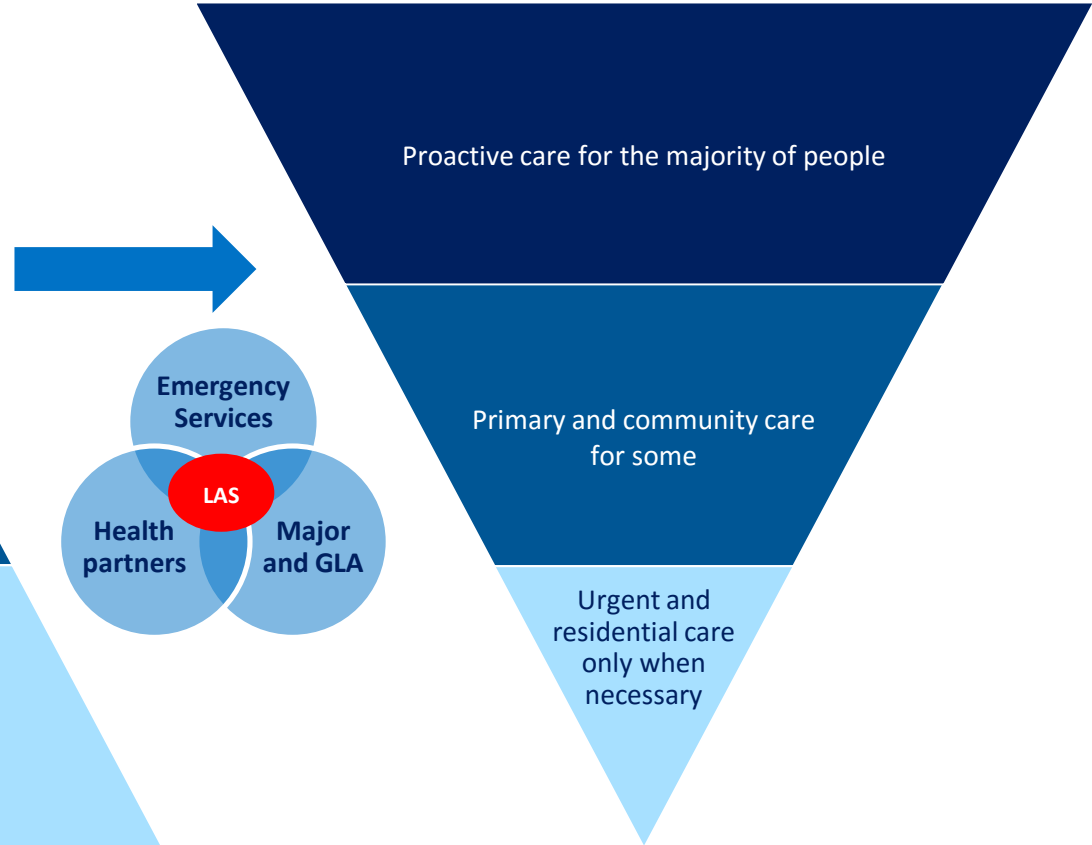 Proactive care for the majority of people
Emergency
Services
LAS
Health
partners
Major
and GLA
Primary and community care
for some
Urgent and
residential care
only when
necessary